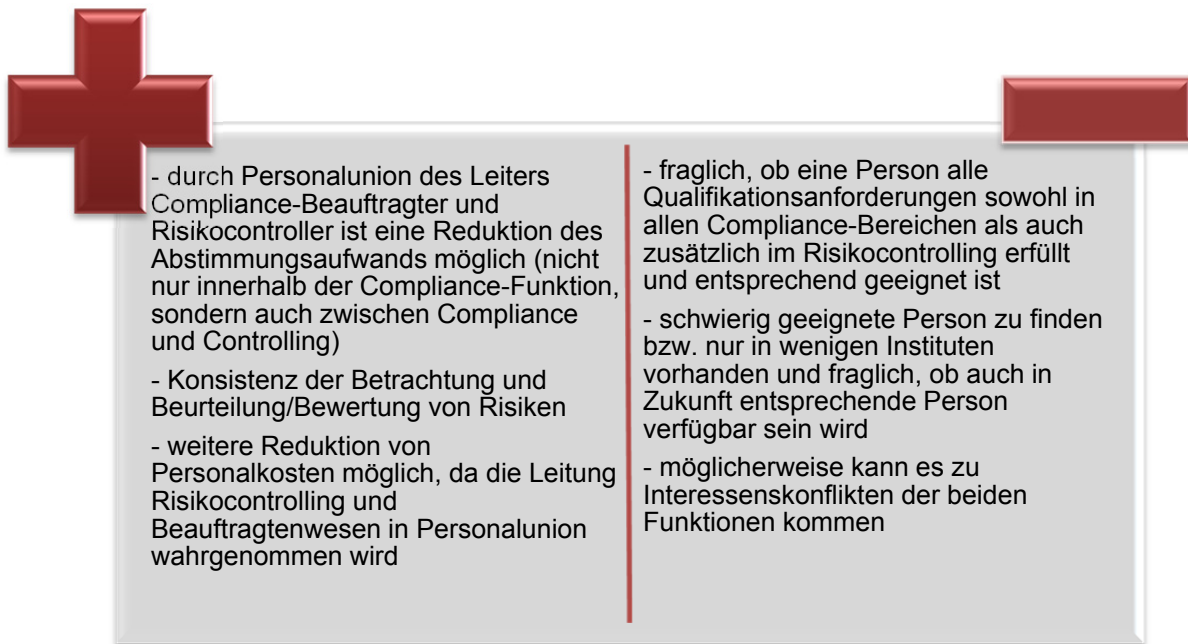 - durch Personalunion des Leiters
Compliance-Beauftragter und
Risikocontroller ist eine Reduktion des
Abstimmungsaufwands möglich (nicht
nur innerhalb der Compliance-Funktion,
sondern auch zwischen Compliance
und Controlling)
- Konsistenz der Betrachtung und
Beurteilung/Bewertung von Risiken
- weitere Reduktion von
Personalkosten möglich, da die Leitung
Risikocontrolling und
Beauftragtenwesen in Personalunion
wahrgenommen wird
- fraglich, ob eine Person alle
Qualifikationsanforderungen sowohl in
allen Compliance-Bereichen als auch
zusätzlich im Risikocontrolling erfüllt
und entsprechend geeignet ist
- schwierig geeignete Person zu finden
bzw. nur in wenigen Instituten
vorhanden und fraglich, ob auch in
Zukunft entsprechende Person
verfügbar sein wird
- möglicherweise kann es zu
Interessenskonflikten der beiden
Funktionen kommen